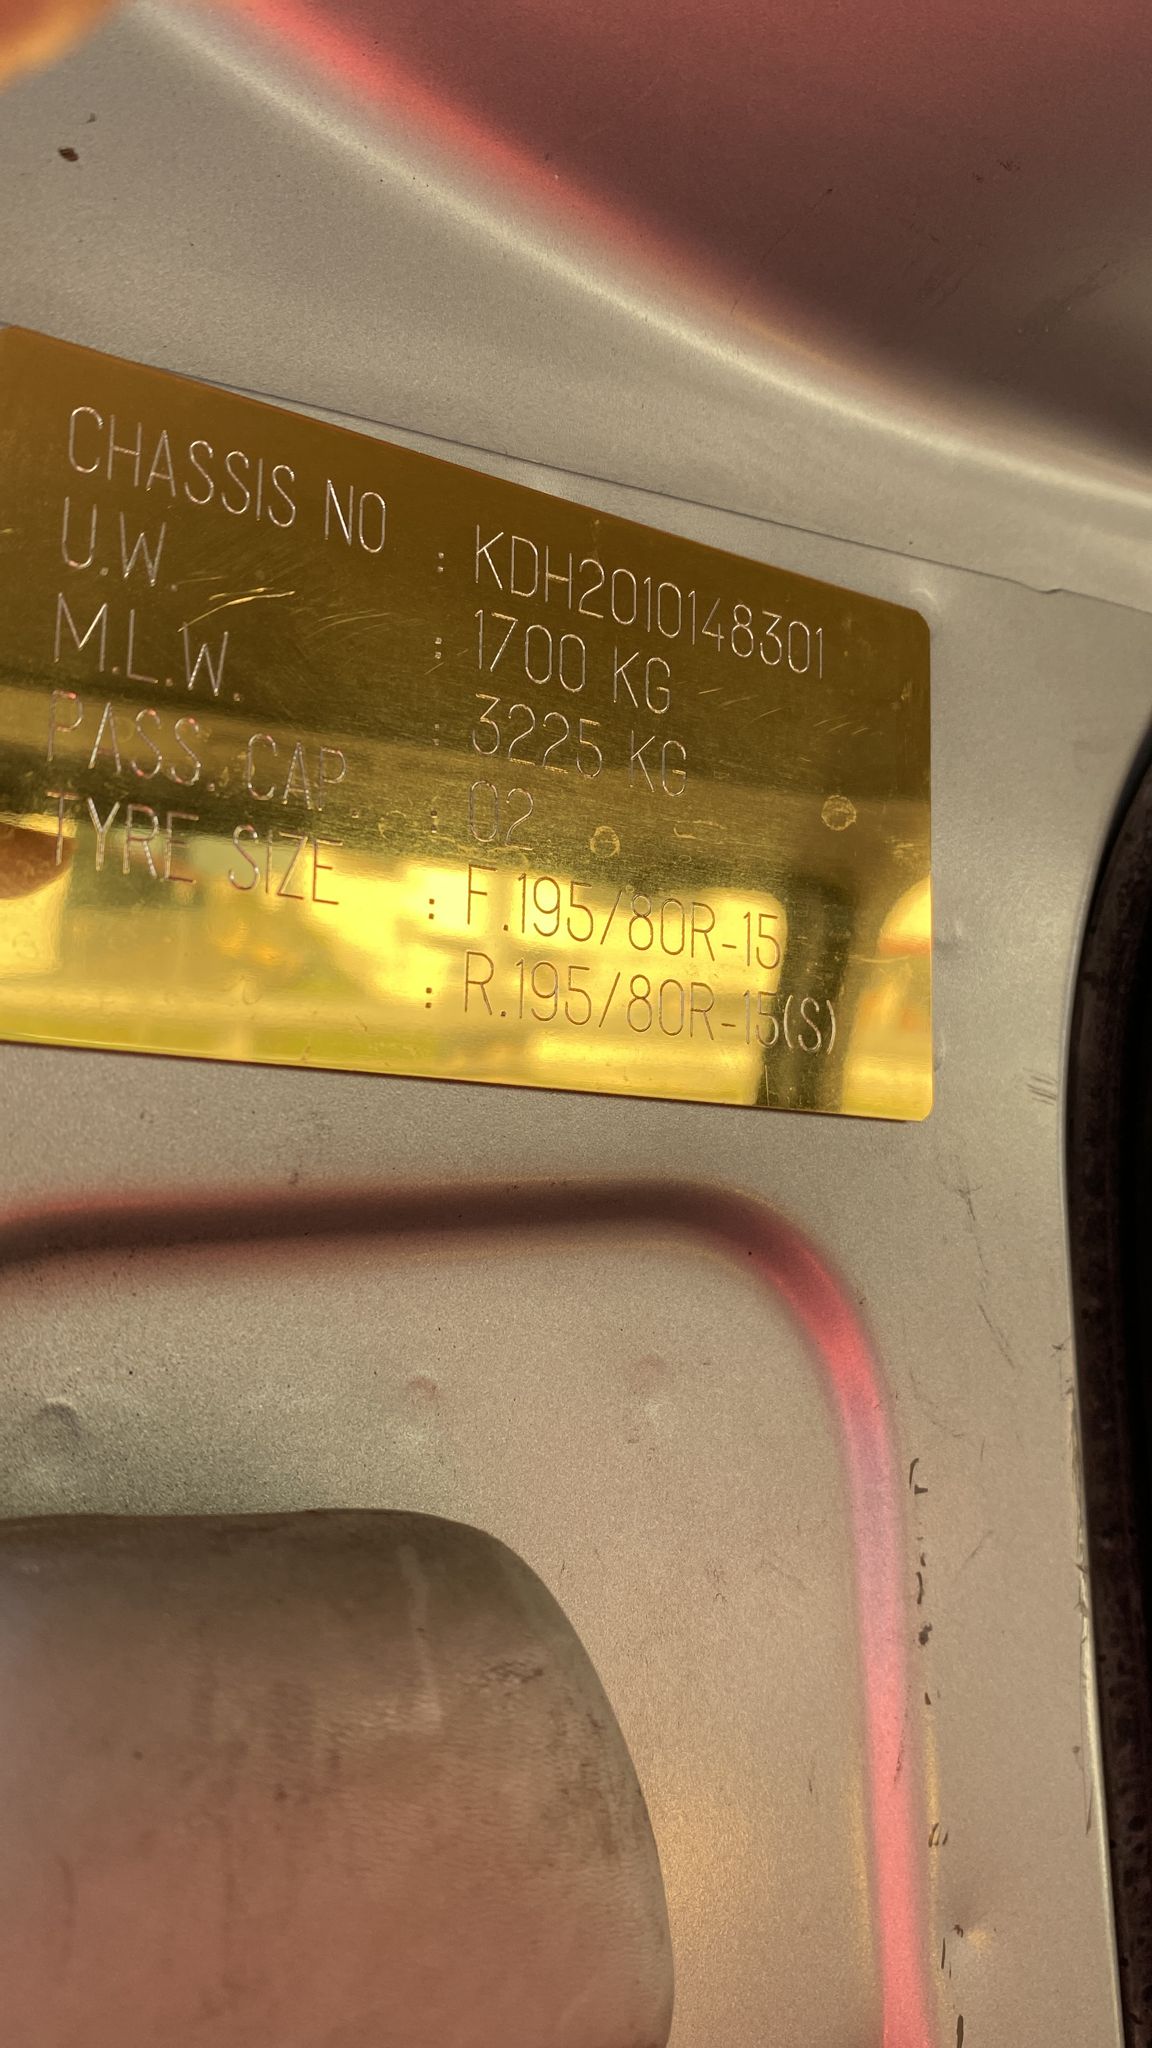 CHASSIS NO : KDH2010148301
U.W. : 1700 KG
M.L.W. : 3225 KG
PASS. CAP. : 02
TYRE SIZE : F.195/80R-15
: R.195/80R-15(S)